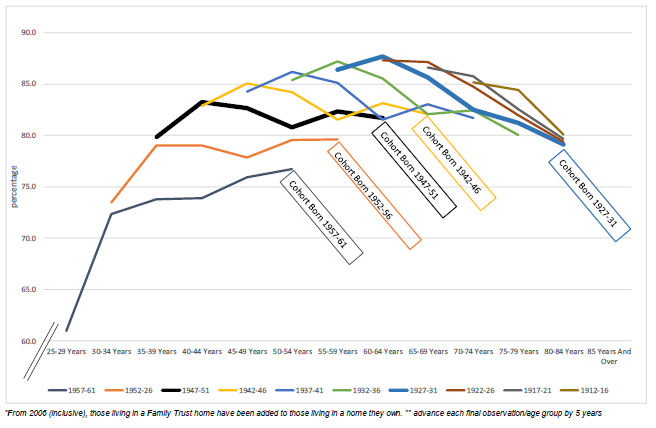 90.0
85.0
80.0
75.0
70.0
65.0
60.0
percentage
Cohort Born 1957-61
Cohort Born 1952-56
Cohort Born 1947-51
Cohort Born 1942-46
Cohort Born 1927-31
25-29 Years 30-34 Years 35-39 Years 40-44 Years 45-49 Years 50-54 Years 55-59 Years 60-64 Years 65-69 Years 70-74 Years 75-79 Years 80-84 Years 85 Years And
Over
1957-61 1952-26 1947-51 1942-46 1937-41 1932-36 1927-31 1922-26 1917-21 1912-16
*From 2006 (inclusive), those living in a Family Trust home have been added to those living in a home they own. ** advance each final observation/age group by 5 years